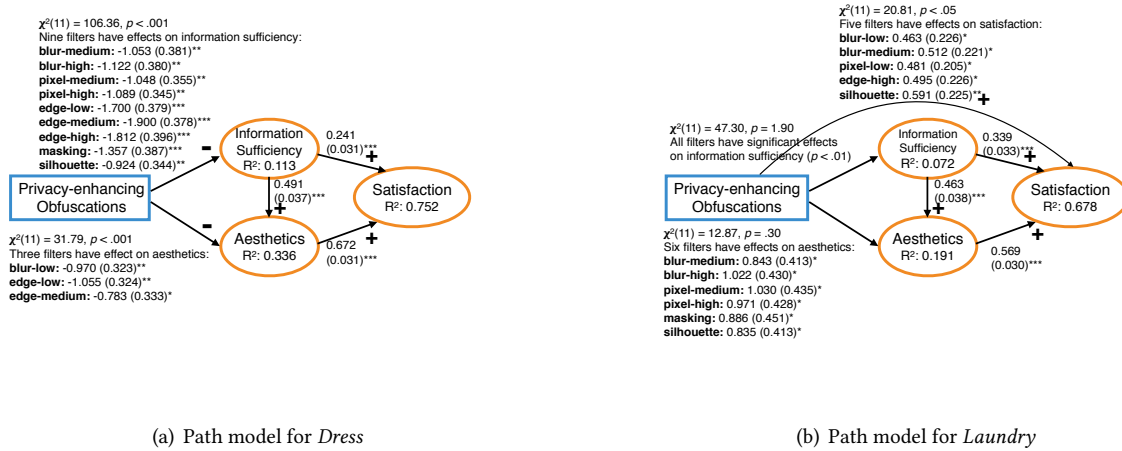 χ²(11) = 106.36, p < .001
Nine filters have effects on information sufficiency:
blur-medium: -1.053 (0.381)**
blur-high: -1.122 (0.380)**
pixel-medium: -1.048 (0.355)**
pixel-high: -1.089 (0.345)**
edge-low: -1.700 (0.379)***
edge-medium: -1.900 (0.378)***
edge-high: -1.812 (0.396)***
masking: -1.357 (0.387)***
silhouette: -0.924 (0.344)**
-
Information
Sufficiency
R²: 0.113
0.241
(0.031)***
+
Privacy-enhancing
Obfuscations
0.491
(0.037)***
+
Satisfaction
R²: 0.752
-
Aesthetics
R²: 0.336
+
0.672
(0.031)***
χ²(11) = 31.79, p <.001
Three filters have effect on aesthetics:
blur-low: -0.970 (0.323)**
edge-low: -1.055 (0.324)**
edge-medium: -0.783 (0.333)*
(a) Path model for Dress
χ²(11) = 20.81, p < .05
Five filters have effects on satisfaction:
blur-low: 0.463 (0.226)*
blur-medium: 0.512 (0.221)*
pixel-low: 0.481 (0.205)*
edge-high: 0.495 (0.226)*
silhouette: 0.591 (0.225)**
+
χ²(11) = 47.30, p = 1.90
All filters have significant effects
on information sufficiency (p <.01)
Information
Sufficiency
R²: 0.072
0.339
(0.033)***
+
Privacy-enhancing
Obfuscations
0.463
(0.038)***
+
Satisfaction
R²: 0.678
Aesthetics
R²: 0.191
+
0.569
(0.030)***
χ²(11) = 12.87, p = .30
Six filters have effects on aesthetics:
blur-medium: 0.843 (0.413)*
blur-high: 1.022 (0.430)*
pixel-medium: 1.030 (0.435)*
pixel-high: 0.971 (0.428)*
masking: 0.886 (0.451)*
silhouette: 0.835 (0.413)*
(b) Path model for Laundry